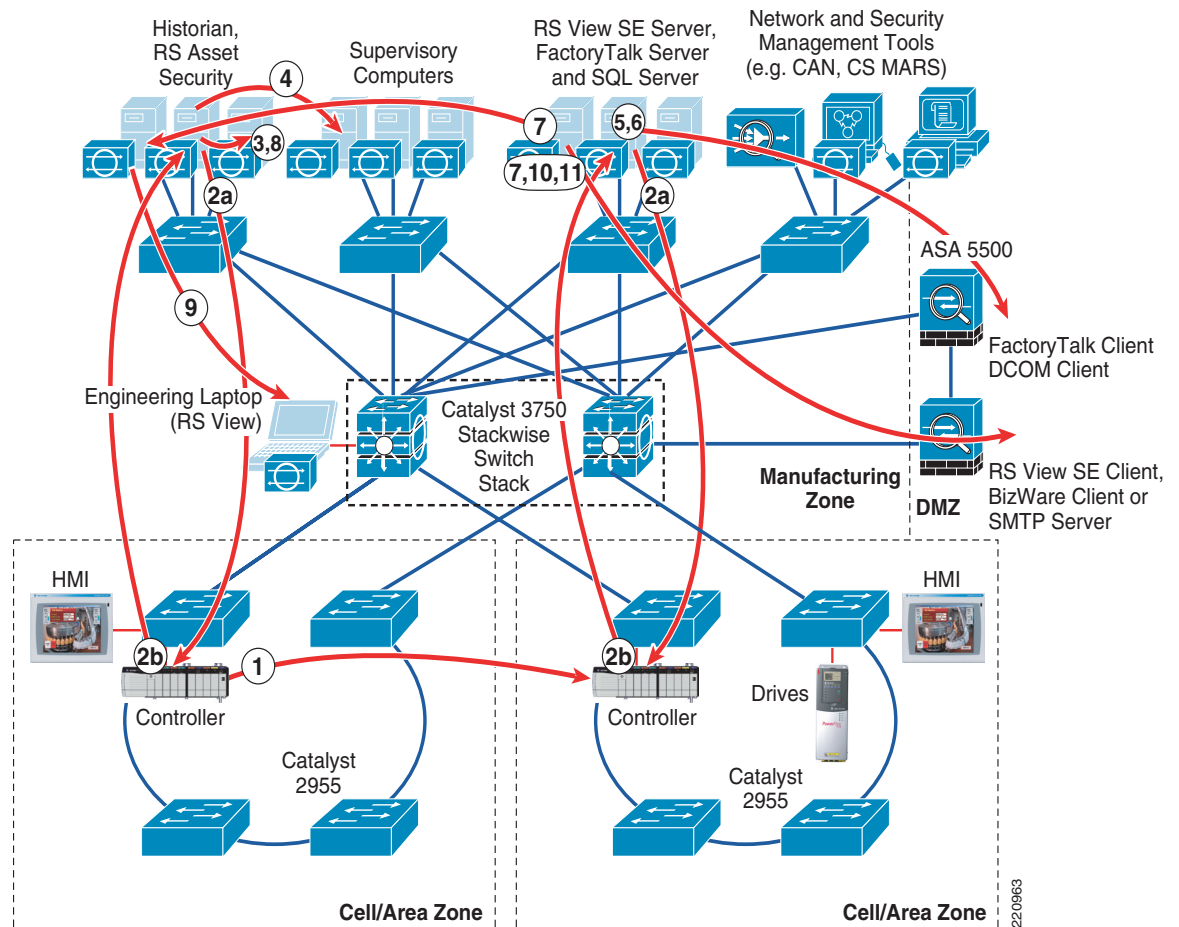 Historian,
RS Asset
Security
Supervisory
Computers
RS View SE Server,
FactoryTalk Server
and SQL Server
Network and Security
Management Tools
(e.g. CAN, CS MARS)
4
7
5,6
3,8
7,10,11
2a
2a
ASA 5500
9
FactoryTalk Client
DCOM Client
Engineering Laptop
(RS View)
Catalyst 3750
Stackwise
Switch
Stack
Manufacturing
Zone
DMZ
RS View SE Client,
BizWare Client or
SMTP Server
HMI
HMI
2b
1
2b
Controller
Controller
Drives
Catalyst
2955
Catalyst
2955
Cell/Area Zone
Cell/Area Zone
220963